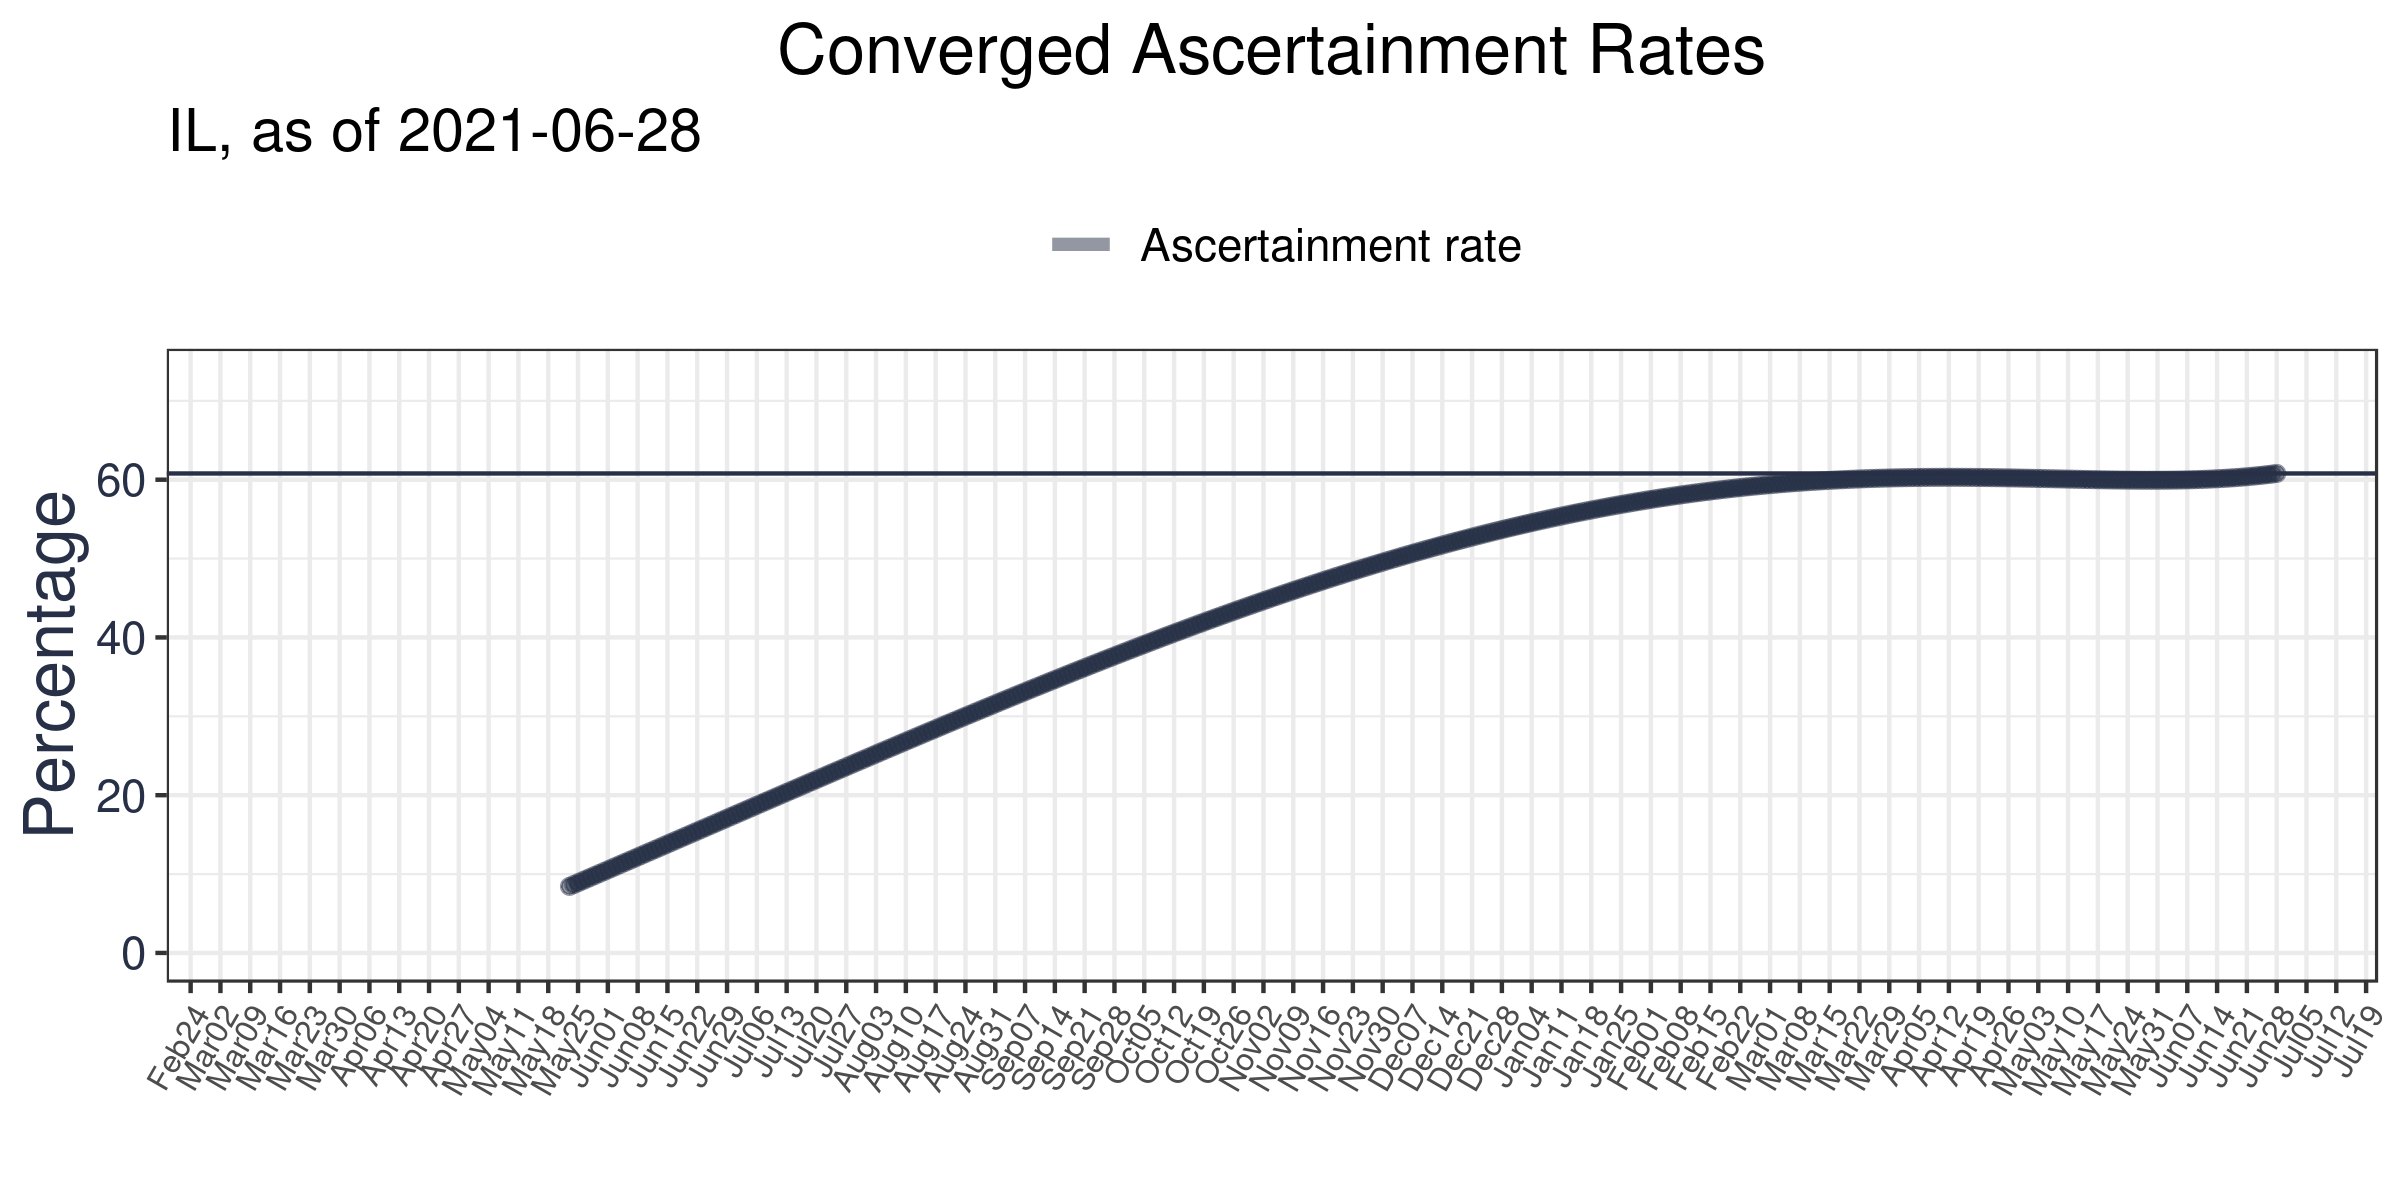 Converged Ascertainment Rates
IL, as of 2021-06-28
Ascertainment rate
Percentage
60
40
20
0
Feb24
Mar02
Mar09
Mar16
Mar23
Mar30
Apr06
Apr13
Apr20
Apr27
May04
May11
May18
May25
Jun01
Jun08
Jun15
Jun22
Jun29
Jul06
Jul13
Jul20
Jul27
Aug03
Aug10
Aug17
Aug24
Aug31
Sep07
Sep14
Sep21
Sep28
Oct05
Oct12
Oct19
Oct26
Nov02
Nov09
Nov16
Nov23
Nov30
Dec07
Dec14
Dec21
Dec28
Jan04
Jan11
Jan18
Jan25
Feb01
Feb08
Feb15
Feb22
Mar01
Mar08
Mar15
Mar22
Mar29
Apr05
Apr12
Apr19
Apr26
May03
May10
May17
May24
May31
Jun07
Jun14
Jun21
Jun28
Jul05
Jul12
Jul19